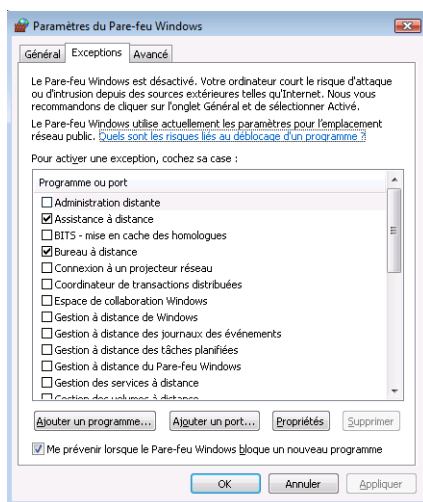 Paramètres du Pare-feu Windows
Général Exceptions Avancé
Le Pare-feu Windows est désactivé. Votre ordinateur court le risque d'attaque
ou d'intrusion depuis des sources extérieures telles qu'Internet. Nous vous
recommandons de cliquer sur l'onglet Général et de sélectionner Activé.
Le Pare-feu Windows utilise actuellement les paramètres pour l'emplacement
réseau public. Quels sont les risques liés au déblocage d'un programme ?
Pour activer une exception, cochez sa case :
Programme ou port
Administration distante
Assistance à distance
BITS - mise en cache des homologues
Bureau à distance
Connexion à un projecteur réseau
Coordinateur de transactions distribuées
Espace de collaboration Windows
Gestion à distance de Windows
Gestion à distance des journaux des événements
Gestion à distance des tâches planifiées
Gestion à distance du Pare-feu Windows
Gestion des services à distance
Gestion des volumes à distance
Ajouter un programme... Ajouter un port... Propriétés Supprimer
Me prévenir lorsque le Pare-feu Windows bloque un nouveau programme
OK Annuler Appliquer